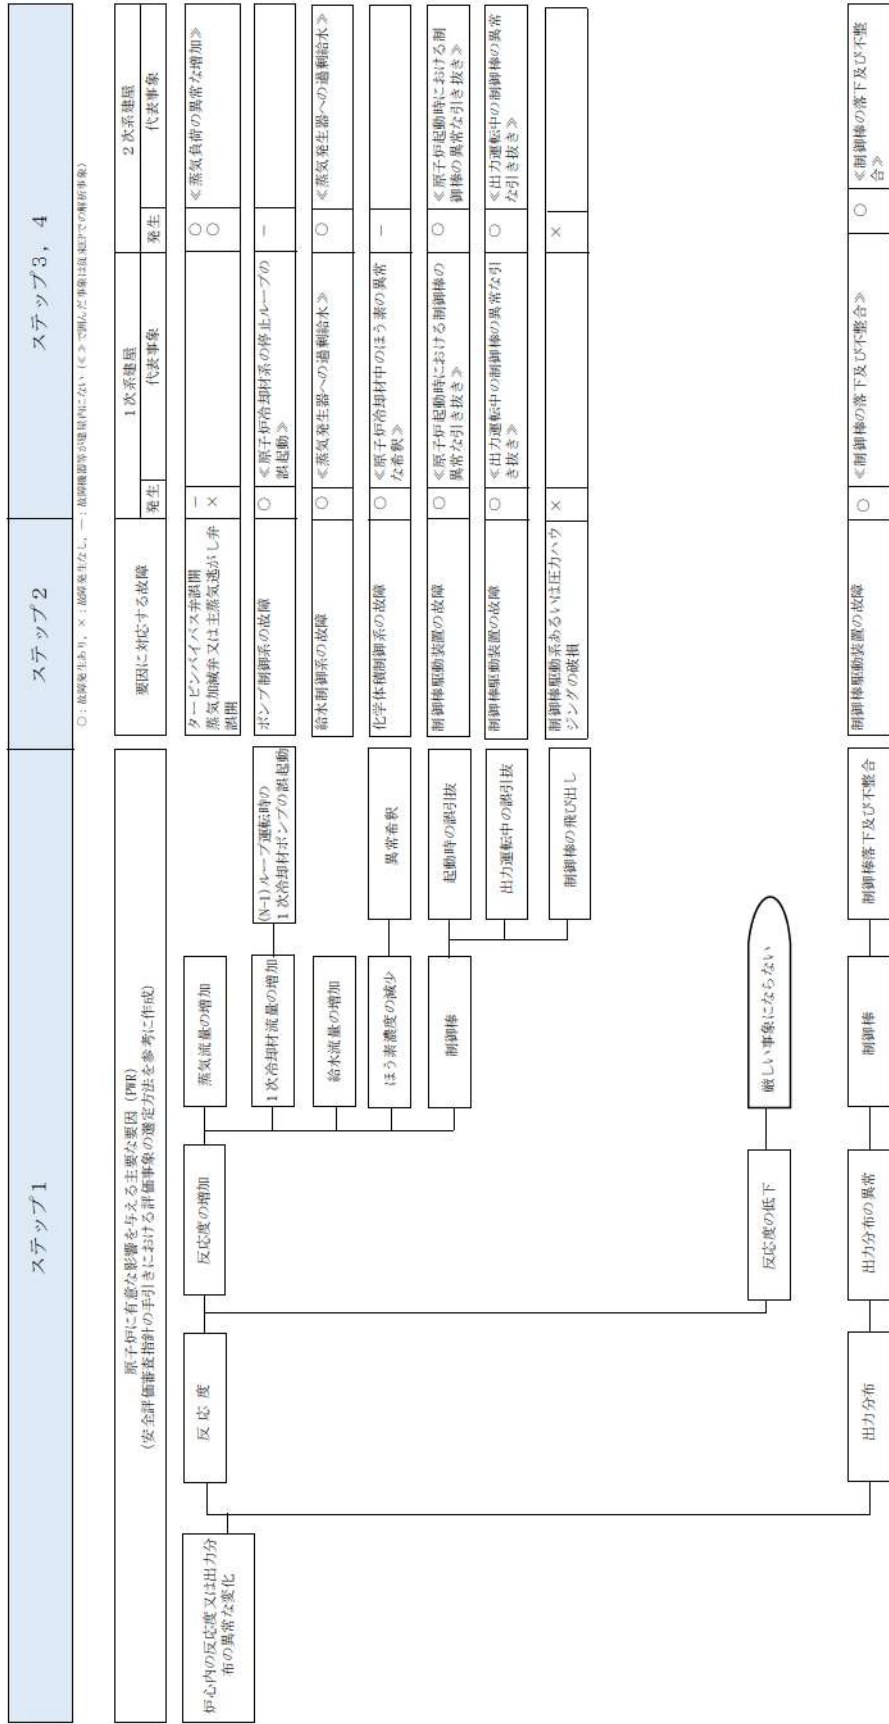 ステップ1
ステップ2
ステップ3，4
○：故障発生あり，×：故障発生なし，－：故障機器等が建屋内にない（≪≫で囲んだ事象は従来EPでの解析事象）
原子炉に有意な影響を与える主要な要因（PWR）
（安全評価審査指針の手引きにおける評価事象の選定方法を参考に作成）
要因に対応する故障
1次系建屋
2次系建屋
発生
代表事象
発生
代表事象
炉心内の反応度又は出力分
布の異常な変化
反 応 度
反応度の増加
蒸気流量の増加
タービンバイパス弁誤開
蒸気加減弁又は主蒸気逃がし弁
誤開
－
×
○
○
≪蒸気負荷の異常な増加≫
1次冷却材流量の増加
(N-1)ループ運転時の
1次冷却材ポンプの誤起動
ポンプ制御系の故障
○
≪原子炉冷却材系の停止ループの
誤起動≫
－
給水流量の増加
給水制御系の故障
○
≪蒸気発生器への過剰給水≫
○
≪蒸気発生器への過剰給水≫
ほう素濃度の減少
異常希釈
化学体積制御系の故障
○
≪原子炉冷却材中のほう素の異常
な希釈≫
－
制御棒
起動時の誤引抜
制御棒駆動装置の故障
○
≪原子炉起動時における制御棒の
異常な引き抜き≫
○
≪原子炉起動時における制
御棒の異常な引き抜き≫
出力運転中の誤引抜
制御棒駆動装置の故障
○
≪出力運転中の制御棒の異常な引
き抜き≫
○
≪出力運転中の制御棒の異常
な引き抜き≫
制御棒の飛び出し
制御棒駆動系あるいは圧力ハウ
ジングの破損
×
×
反応度の低下
厳しい事象にならない
出力分布
出力分布の異常
制御棒
制御棒落下及び不整合
制御棒駆動装置の故障
○
≪制御棒の落下及び不整合≫
○
≪制御棒の落下及び不整
合≫